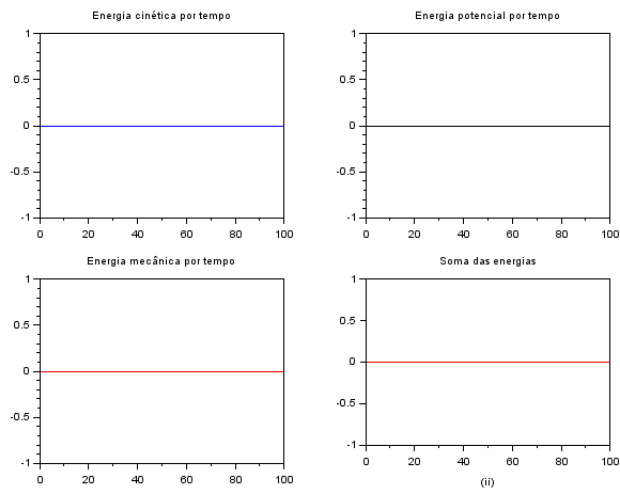 Energia cinética por tempo
1
0.5
0
-0.5
-1
0 20 40 60 80 100
Energia potencial por tempo
1
0.5
0
-0.5
-1
0 20 40 60 80 100
Energia mecânica por tempo
1
0.5
0
-0.5
-1
0 20 40 60 80 100
Soma das energias
1
0.5
0
-0.5
-1
0 20 40 60 80 100
(ii)